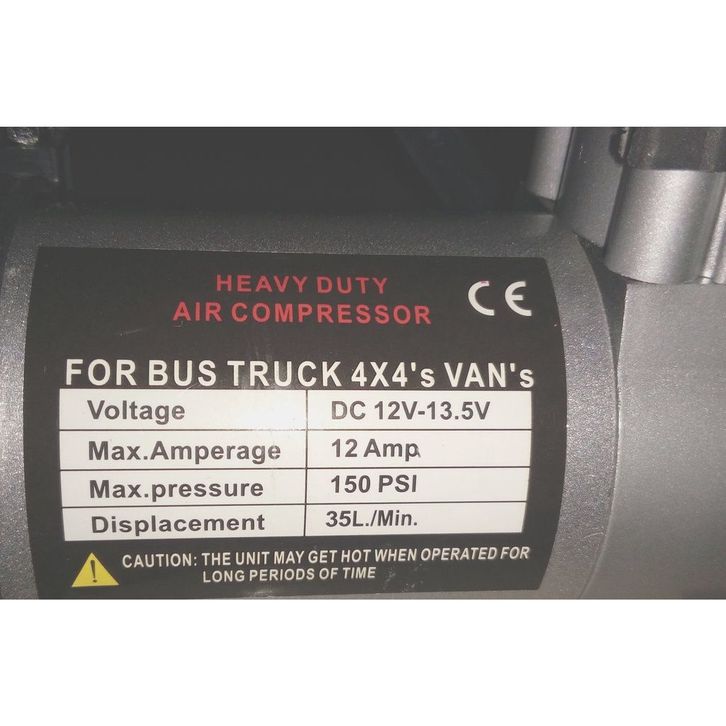 HEAVY DUTY
AIR COMPRESSOR
CE
FOR BUS TRUCK 4X4's VAN's
Voltage DC 12V-13.5V
Max.Amperage 12 Amp.
Max.pressure 150 PSI
Displacement 35L./Min.
CAUTION: THE UNIT MAY GET HOT WHEN OPERATED FOR
LONG PERIODS OF TIME